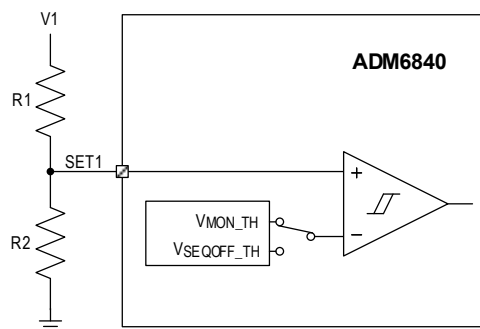 V1
ADM6840
R1
SET1
+
VMON_TH
−
VSEQOFF_TH
R2